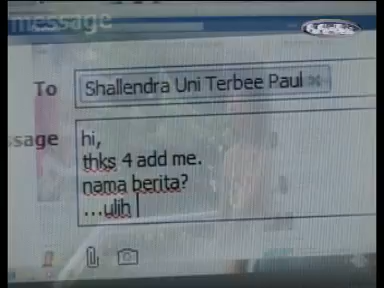 message
To Shallendra Uni Terbee Paul
ssage
hi,
thks 4 add me.
nama berita?
...ulih